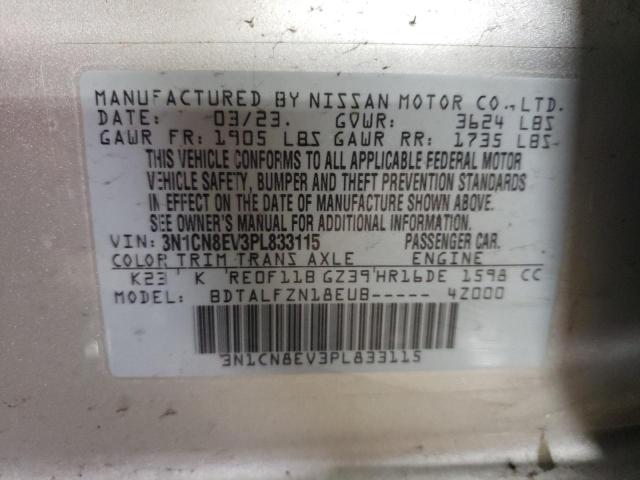 MANUFACTURED BY NISSAN MOTOR CO.,LTD.
DATE: 03/23. GVWR: 3624 LBS
GAWR FR: 1905 LBS GAWR RR: 1735 LBS
THIS VEHICLE CONFORMS TO ALL APPLICABLE FEDERAL MOTOR
VEHICLE SAFETY, BUMPER AND THEFT PREVENTION STANDARDS
IN EFFECT ON THE DATE OF MANUFACTURE SHOWN ABOVE.
SEE OWNER'S MANUAL FOR ADDITIONAL INFORMATION.
VIN: 3N1CN8EV3PL833115 PASSENGER CAR.
COLOR TRIM TRANS AXLE ENGINE
K23 K RE0F11B GZ39 HR16DE 1598 CC
MODEL: BDTALFZN18EUB----- 4Z000
3N1CN8EV3PL833115